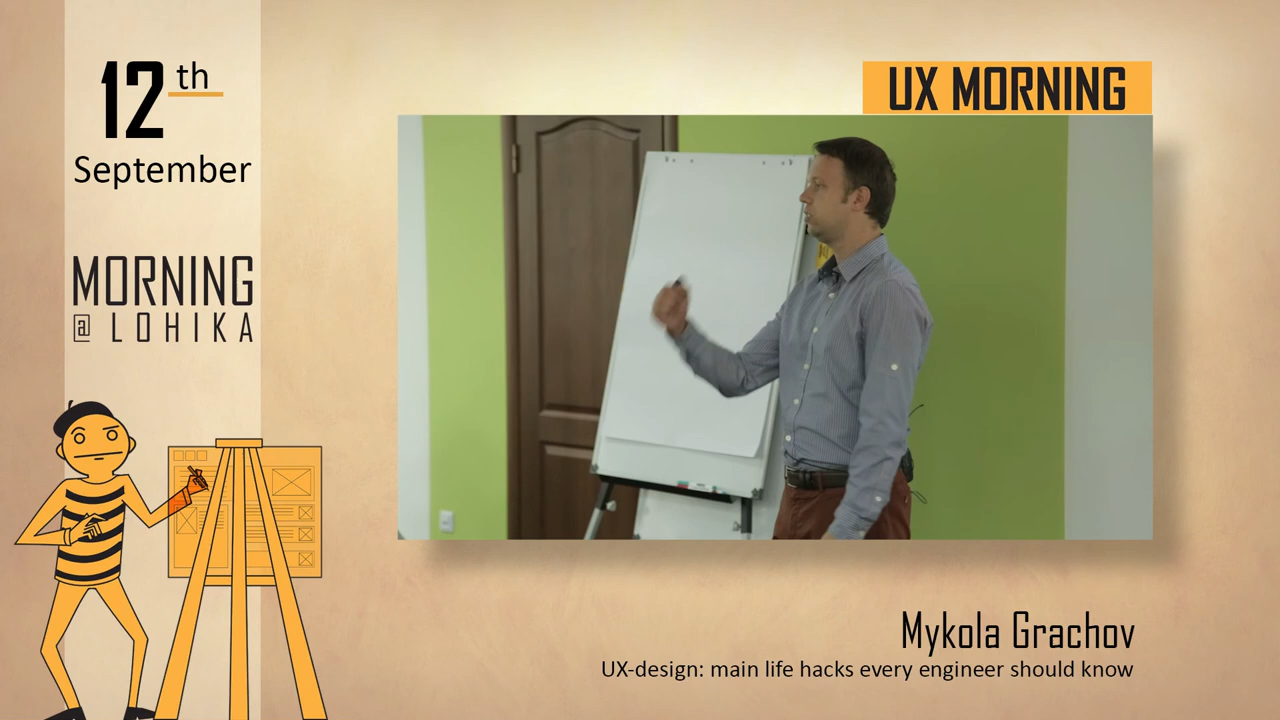 12th
September
MORNING
@ LOHIKA
UX MORNING
Mykola Grachov
UX-design: main life hacks every engineer should know